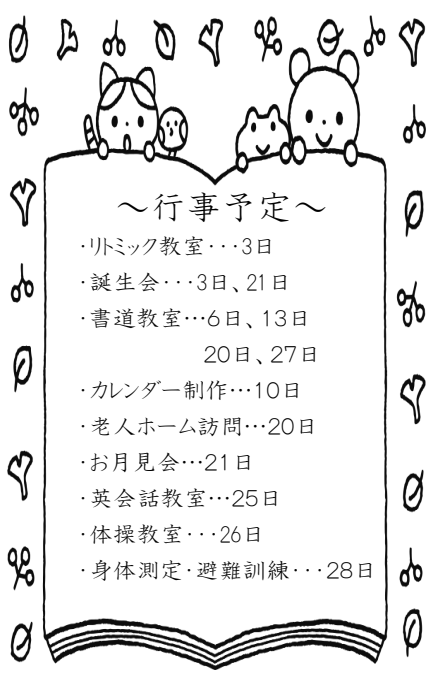 ～行事予定～
・リトミック教室・・・3日
・誕生会・・・3日、21日
・書道教室…6日、13日
20日、27日
・カレンダー制作…10日
・老人ホーム訪問…20日
・お月見会…21日
・英会話教室…25日
・体操教室・・・26日
・身体測定・避難訓練・・・28日